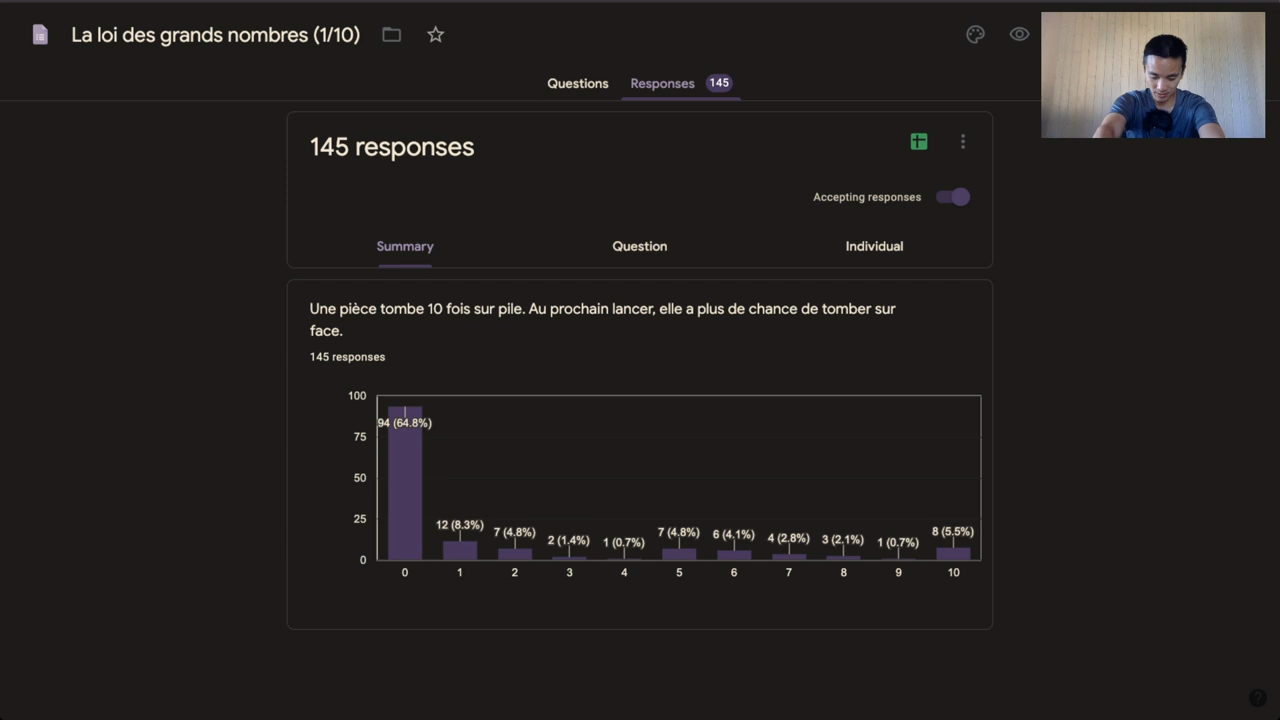 La loi des grands nombres (1/10)
Questions
Responses 145
145 responses
Accepting responses
Summary
Question
Individual
Une pièce tombe 10 fois sur pile. Au prochain lancer, elle a plus de chance de tomber sur
face.
145 responses
100
75
50
25
0
94 (64.8%)
12 (8.3%)
7 (4.8%)
2 (1.4%)
1 (0.7%)
7 (4.8%)
6 (4.1%)
4 (2.8%)
3 (2.1%)
1 (0.7%)
8 (5.5%)
0 1 2 3 4 5 6 7 8 9 10